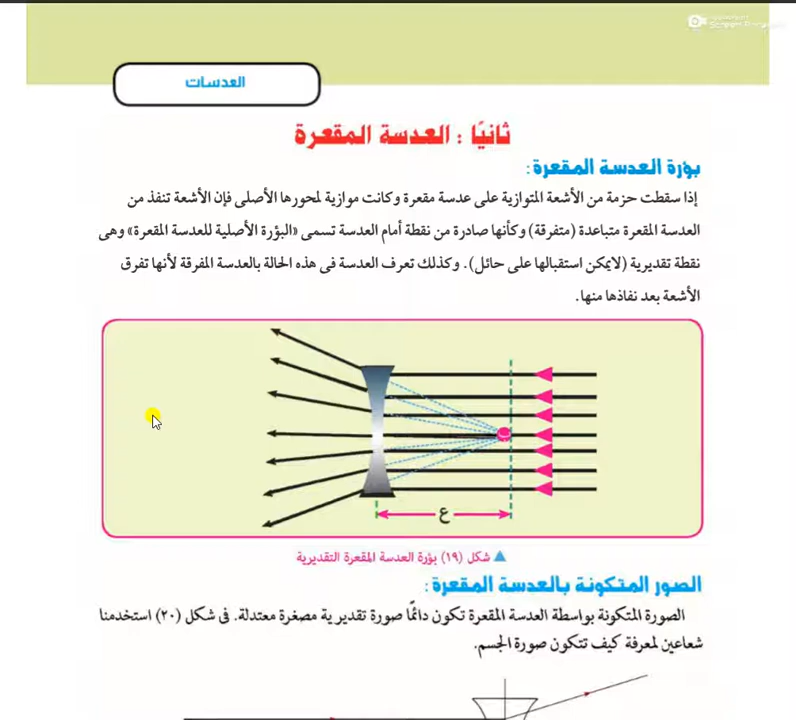 العدسات
ثانيًا : العدسة المقعرة
بؤرة العدسة المقعرة :
إذا سقطت حزمة من الأشعة المتوازية على عدسة مقعرة وكانت موازية لمحورها الأصلى فإن الأشعة تنفذ من
العدسة المقعرة متباعدة (متفرقة) وكأنها صادرة من نقطة أمام العدسة تسمى «البؤرة الأصلية للعدسة المقعرة» وهى
نقطة تقديرية (لايمكن استقبالها على حائل). وكذلك تعرف العدسة فى هذه الحالة بالعدسة المفرقة لأنها تفرق
الأشعة بعد نفاذها منها.
ع
شكل (١٩) بؤرة العدسة المقعرة التقديرية
الصور المتكونة بالعدسة المقعرة :
الصورة المتكونة بواسطة العدسة المقعرة تكون دائمًا صورة تقديرية مصغرة معتدلة. فى شكل (٢٠) استخدمنا
شعاعين لمعرفة كيف تتكون صورة الجسم.